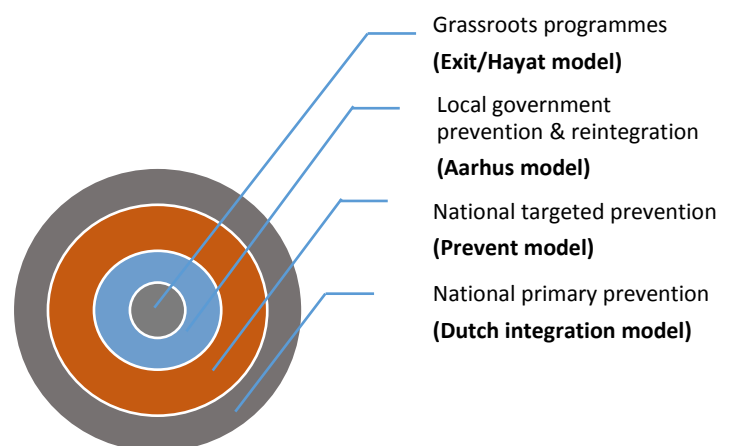 Grassroots programmes
(Exit/Hayat model)
Local government
prevention & reintegration
(Aarhus model)
National targeted prevention
(Prevent model)
National primary prevention
(Dutch integration model)